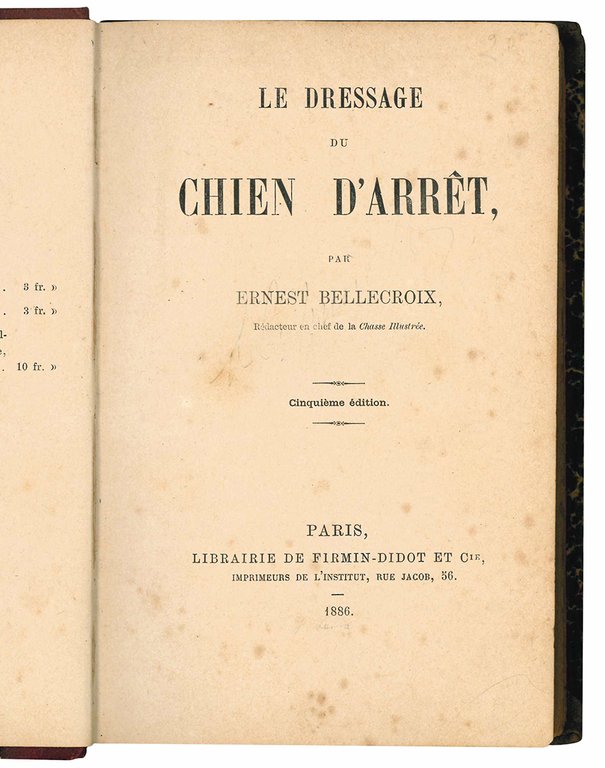 . 3 fr. »
. 3 fr. »
l-
e,
. 10 fr. »
LE DRESSAGE
DU
CHIEN D'ARRÊT,
PAR
ERNEST BELLECROIX,
Rédacteur en chef de la Chasse Illustrée.
Cinquième édition.
PARIS,
LIBRAIRIE DE FIRMIN-DIDOT ET CIE,
IMPRIMEURS DE L'INSTITUT, RUE JACOB, 56.
1886.